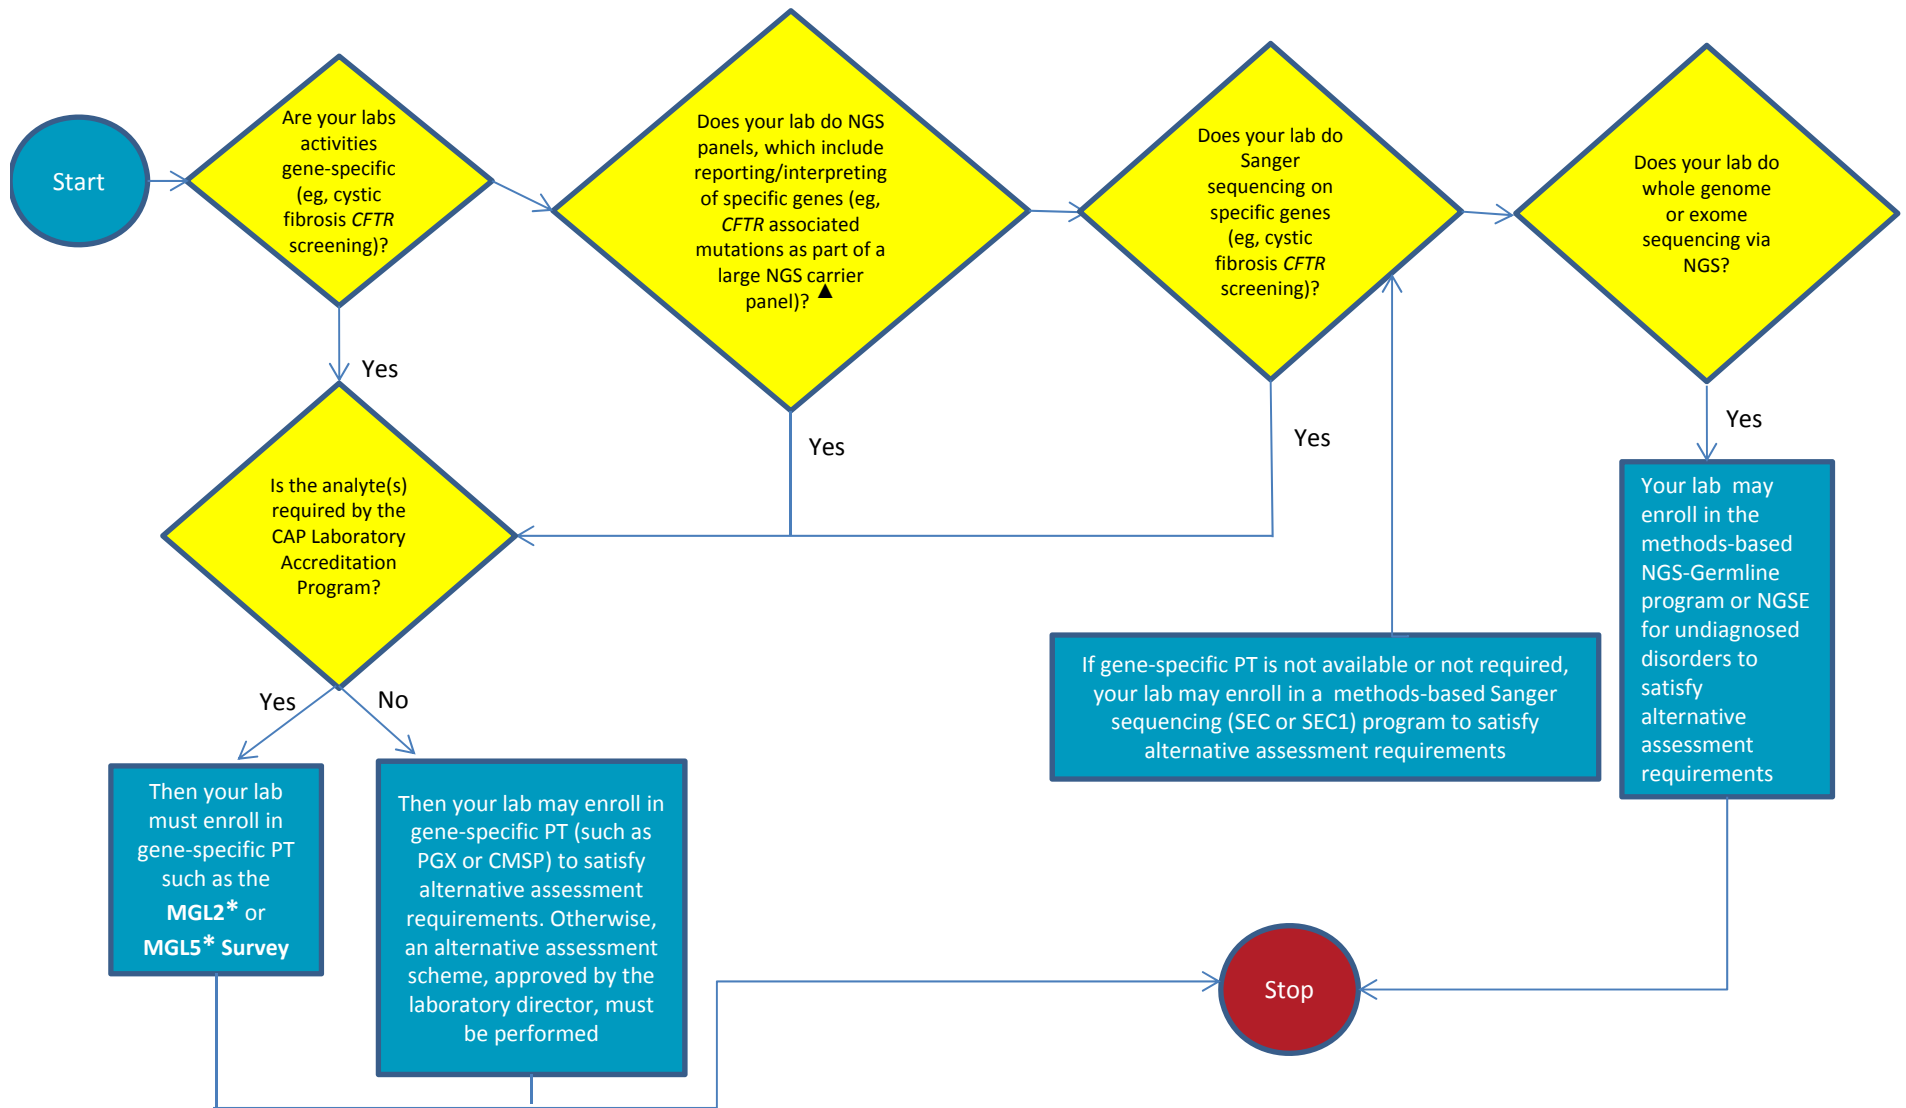 Start
Are your labs
activities
gene-specific
(eg, cystic
fibrosis CFTR
screening)?
Does your lab do NGS
panels, which include
reporting/interpreting
of specific genes (eg,
CFTR associated
mutations as part of a
large NGS carrier
panel)? ▲
Does your lab do
Sanger
sequencing on
specific genes
(eg, cystic
fibrosis CFTR
screening)?
Does your lab do
whole genome
or exome
sequencing via
NGS?
Yes
Yes
Yes
Yes
Is the analyte(s)
required by the
CAP Laboratory
Accreditation
Program?
Yes
No
Then your lab
must enroll in
gene-specific PT
such as the
MGL2* or
MGL5* Survey
Then your lab may enroll in
gene-specific PT (such as
PGX or CMSP) to satisfy
alternative assessment
requirements. Otherwise,
an alternative assessment
scheme, approved by the
laboratory director, must
be performed
If gene-specific PT is not available or not required,
your lab may enroll in a methods-based Sanger
sequencing (SEC or SEC1) program to satisfy
alternative assessment requirements
Your lab may
enroll in the
methods-based
NGS-Germline
program or NGSE
for undiagnosed
disorders to
satisfy
alternative
assessment
requirements
Stop